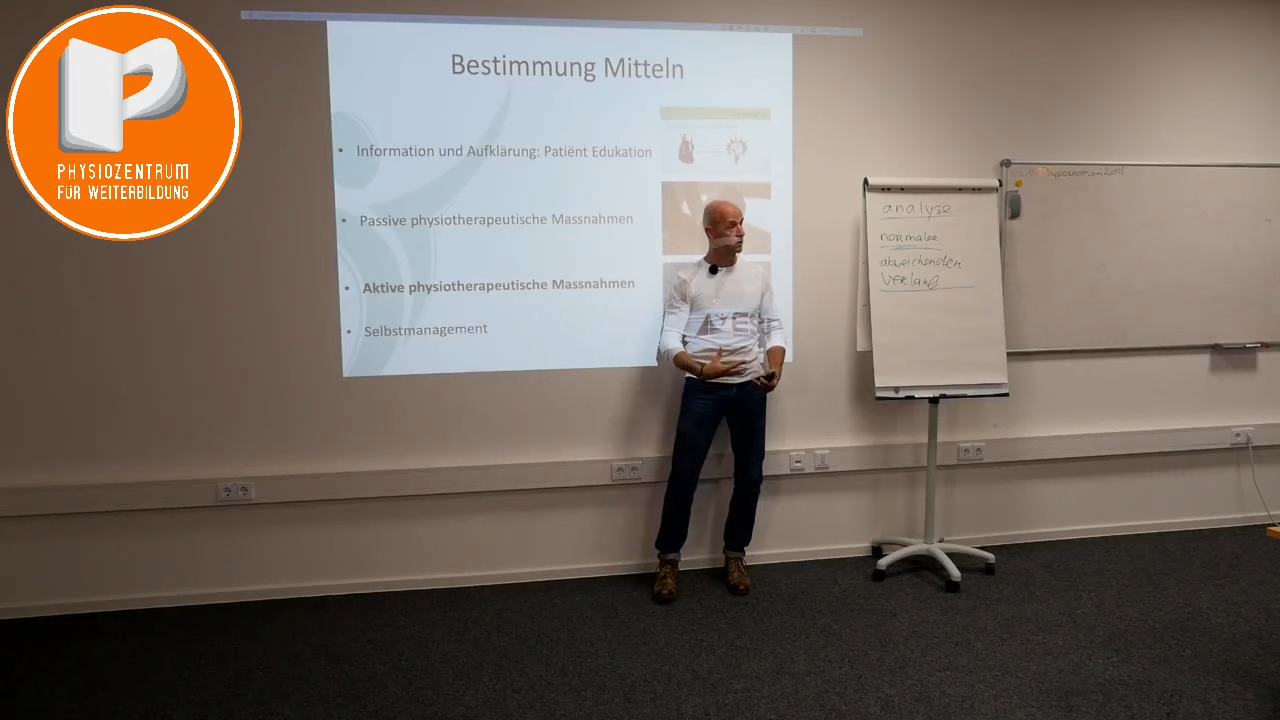 PHYSIOZENTRUM
FÜR WEITERBILDUNG
Bestimmung Mitteln
• Information und Aufklärung: Patiënt Edukation
• Passive physiotherapeutische Massnahmen
• Aktive physiotherapeutische Massnahmen
• Selbstmanagement
analyse
normaler
abweichenden
Verlauf